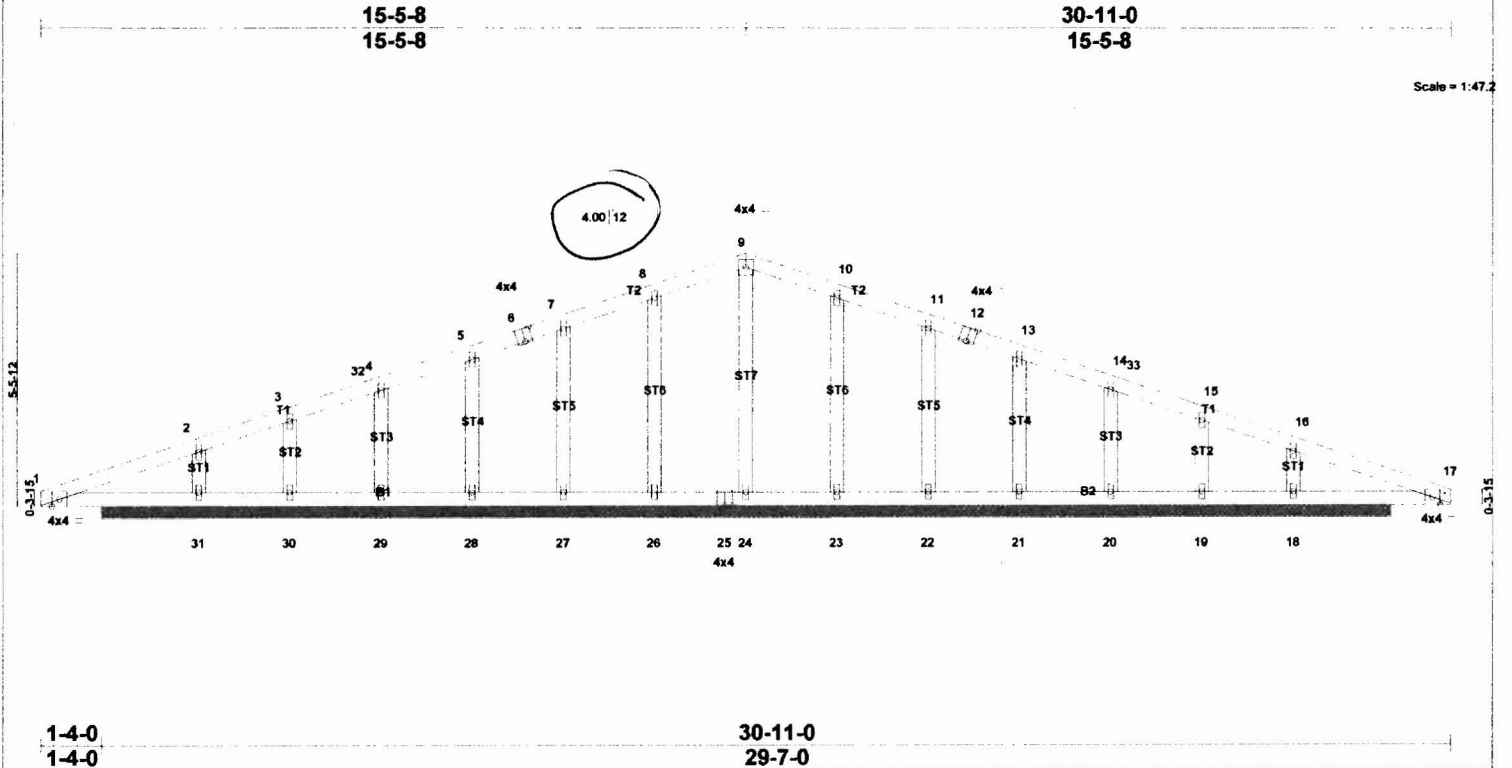 15-5-8 30-11-0
15-5-8 15-5-8
Scale = 1:47.2
4.00 12
4x4
9
8 10
4x4 T2 T2 4x4
7 11
6 12
5 13
5-5-12
32 4 14 33
ST6 ST7 ST6
3 15
T1 ST5 ST5 T1
2 ST4 ST4 16
ST3 ST3
ST2 ST2
ST1 ST1
1 17
0-3-15 B1 B2 0-3-15
4x4 = 4x4
31 30 29 28 27 26 25 24 23 22 21 20 19 18
4x4
1-4-0 30-11-0
1-4-0 29-7-0